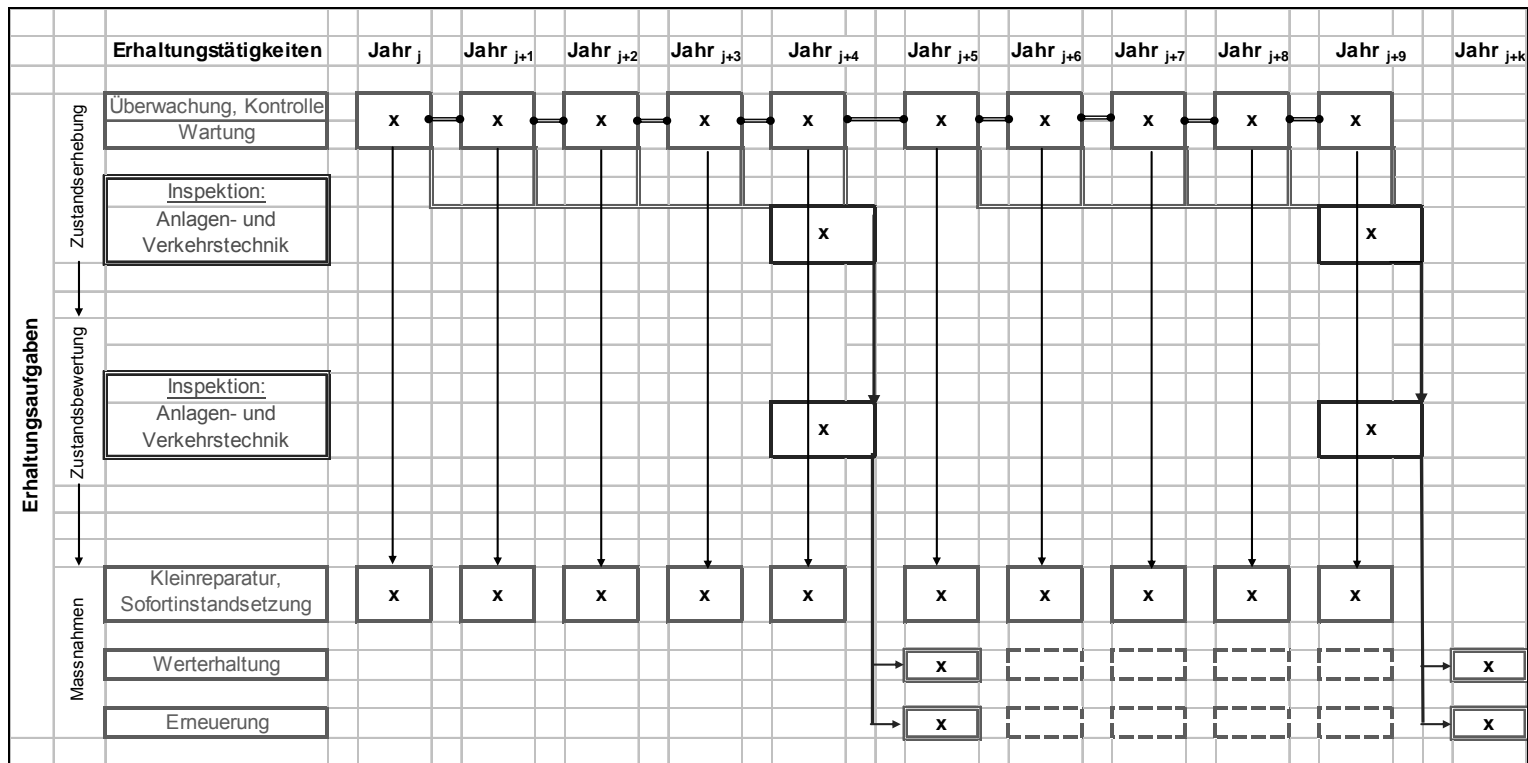 Erhaltungstätigkeiten Jahr j Jahr j+1 Jahr j+2 Jahr j+3 Jahr j+4 Jahr j+5 Jahr j+6 Jahr j+7 Jahr j+8 Jahr j+9 Jahr j+k
Erhaltungsaufgaben
Zustandserhebung
Überwachung, Kontrolle
Wartung
x x x x x x x x x x
Inspektion:
Anlagen- und
Verkehrstechnik
x x
Zustandsbewertung
Inspektion:
Anlagen- und
Verkehrstechnik
x x
Massnahmen
Kleinreparatur,
Sofortinstandsetzung
x x x x x x x x x x
Werterhaltung x x
Erneuerung x x